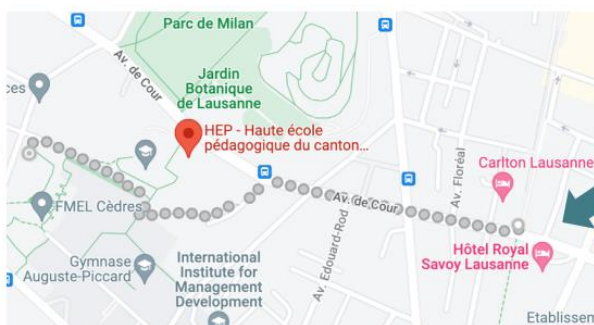 Parc de Milan
Av. de Cour
Jardin
Botanique
de Lausanne
ces
HEP - Haute école
pédagogique du canton...
Carlton Lausanne
Av. Floréal
Av. de Cour
FMEL Cèdres
Hôtel Royal
Savoy Lausanne
Gymnase
Auguste-Piccard
International
Institute for
Management
Development
Av. Edouard-Rod
Etablissem